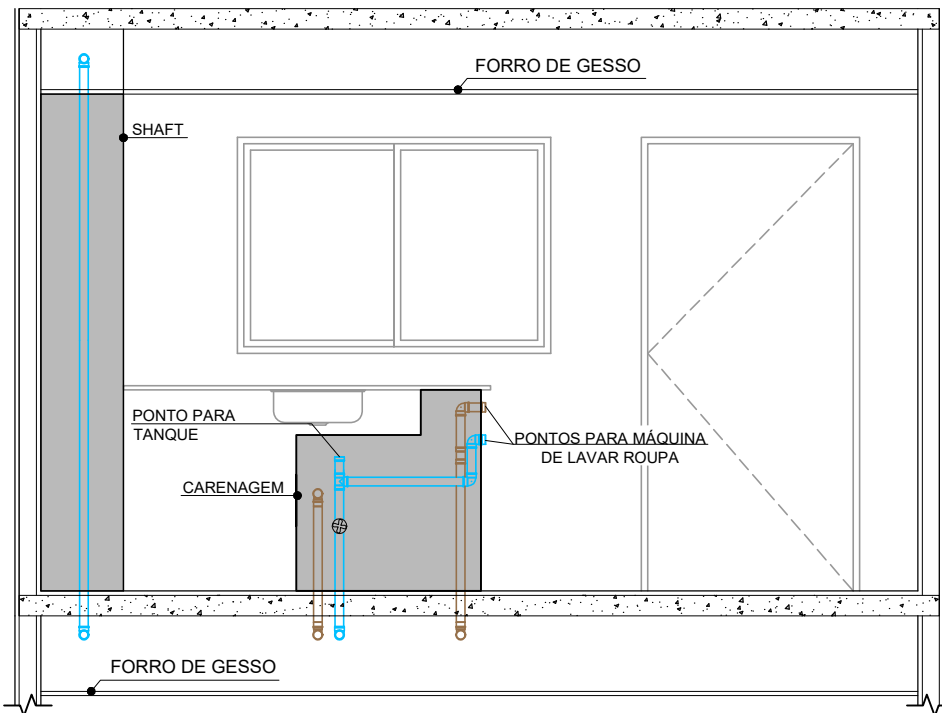 FORRO DE GESSO
SHAFT
PONTO PARA
TANQUE
PONTOS PARA MÁQUINA
DE LAVAR ROUPA
CARENAGEM
FORRO DE GESSO